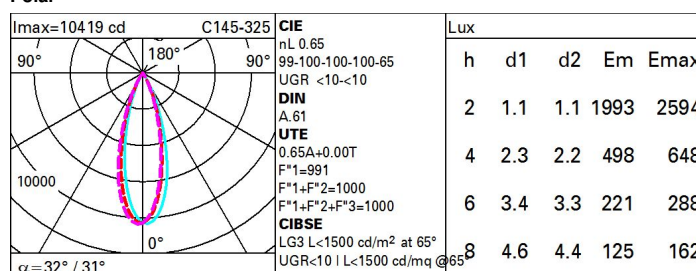 Imax=10419 cd C145-325
90° 180° 90°
10000
0°
α=32° / 31°
CIE
nL 0.65
99-100-100-100-65
UGR <10-<10
DIN
A.61
UTE
0.65A+0.00T
F"1=991
F"1+F"2=1000
F"1+F"2+F"3=1000
CIBSE
LG3 L<1500 cd/m² at 65°
UGR<10 | L<1500 cd/mq @65°
Lux
h d1 d2 Em Emax
2 1.1 1.1 1993 2594
4 2.3 2.2 498 648
6 3.4 3.3 221 288
8 4.6 4.4 125 162